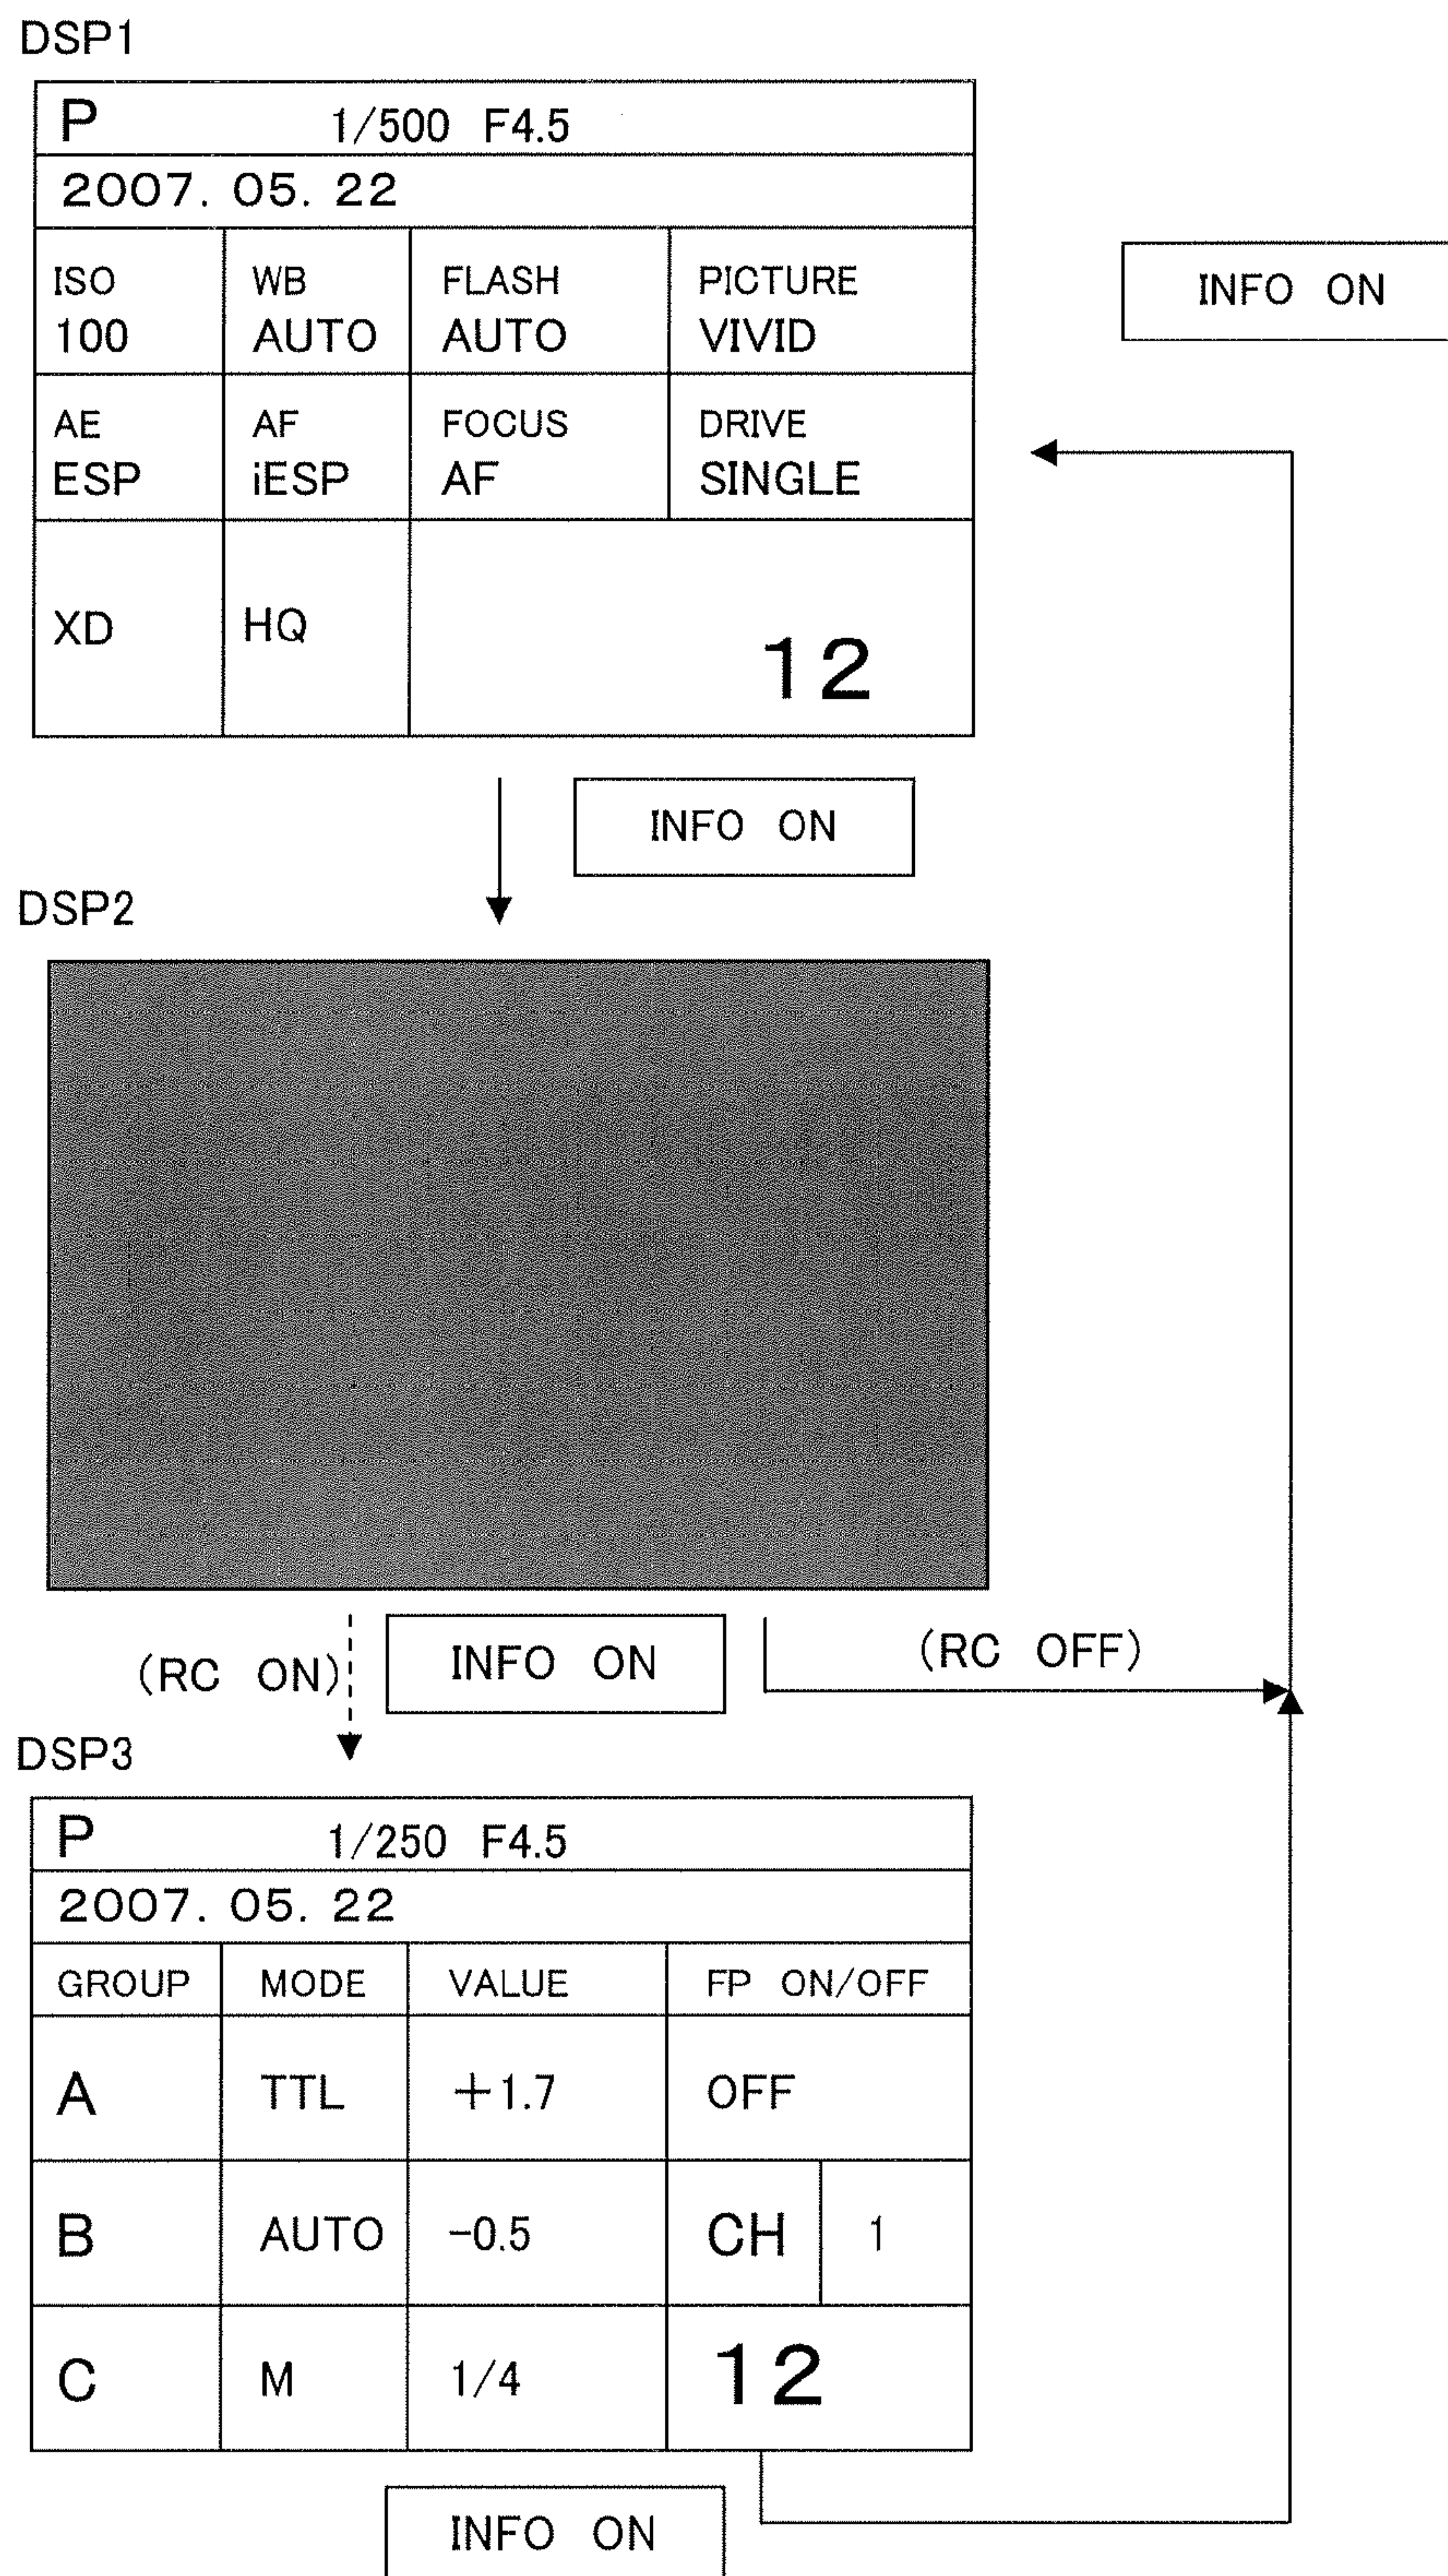 DSP1
P 1/500 F4.5
2007. 05. 22
ISO WB FLASH PICTURE
100 AUTO AUTO VIVID
INFO ON
AE AF FOCUS DRIVE
ESP iESP AF SINGLE
XD HQ
12
INFO ON
DSP2
(RC ON) INFO ON (RC OFF)
DSP3
P 1/250 F4.5
2007. 05. 22
GROUP MODE VALUE FP ON/OFF
A TTL +1.7 OFF
B AUTO -0.5 CH 1
C M 1/4 12
INFO ON